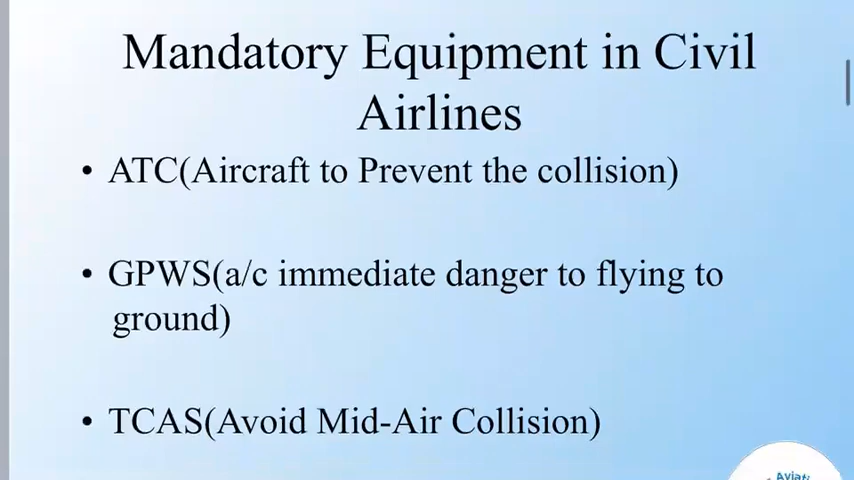 Mandatory Equipment in Civil
Airlines
• ATC(Aircraft to Prevent the collision)
• GPWS(a/c immediate danger to flying to
ground)
• TCAS(Avoid Mid-Air Collision)